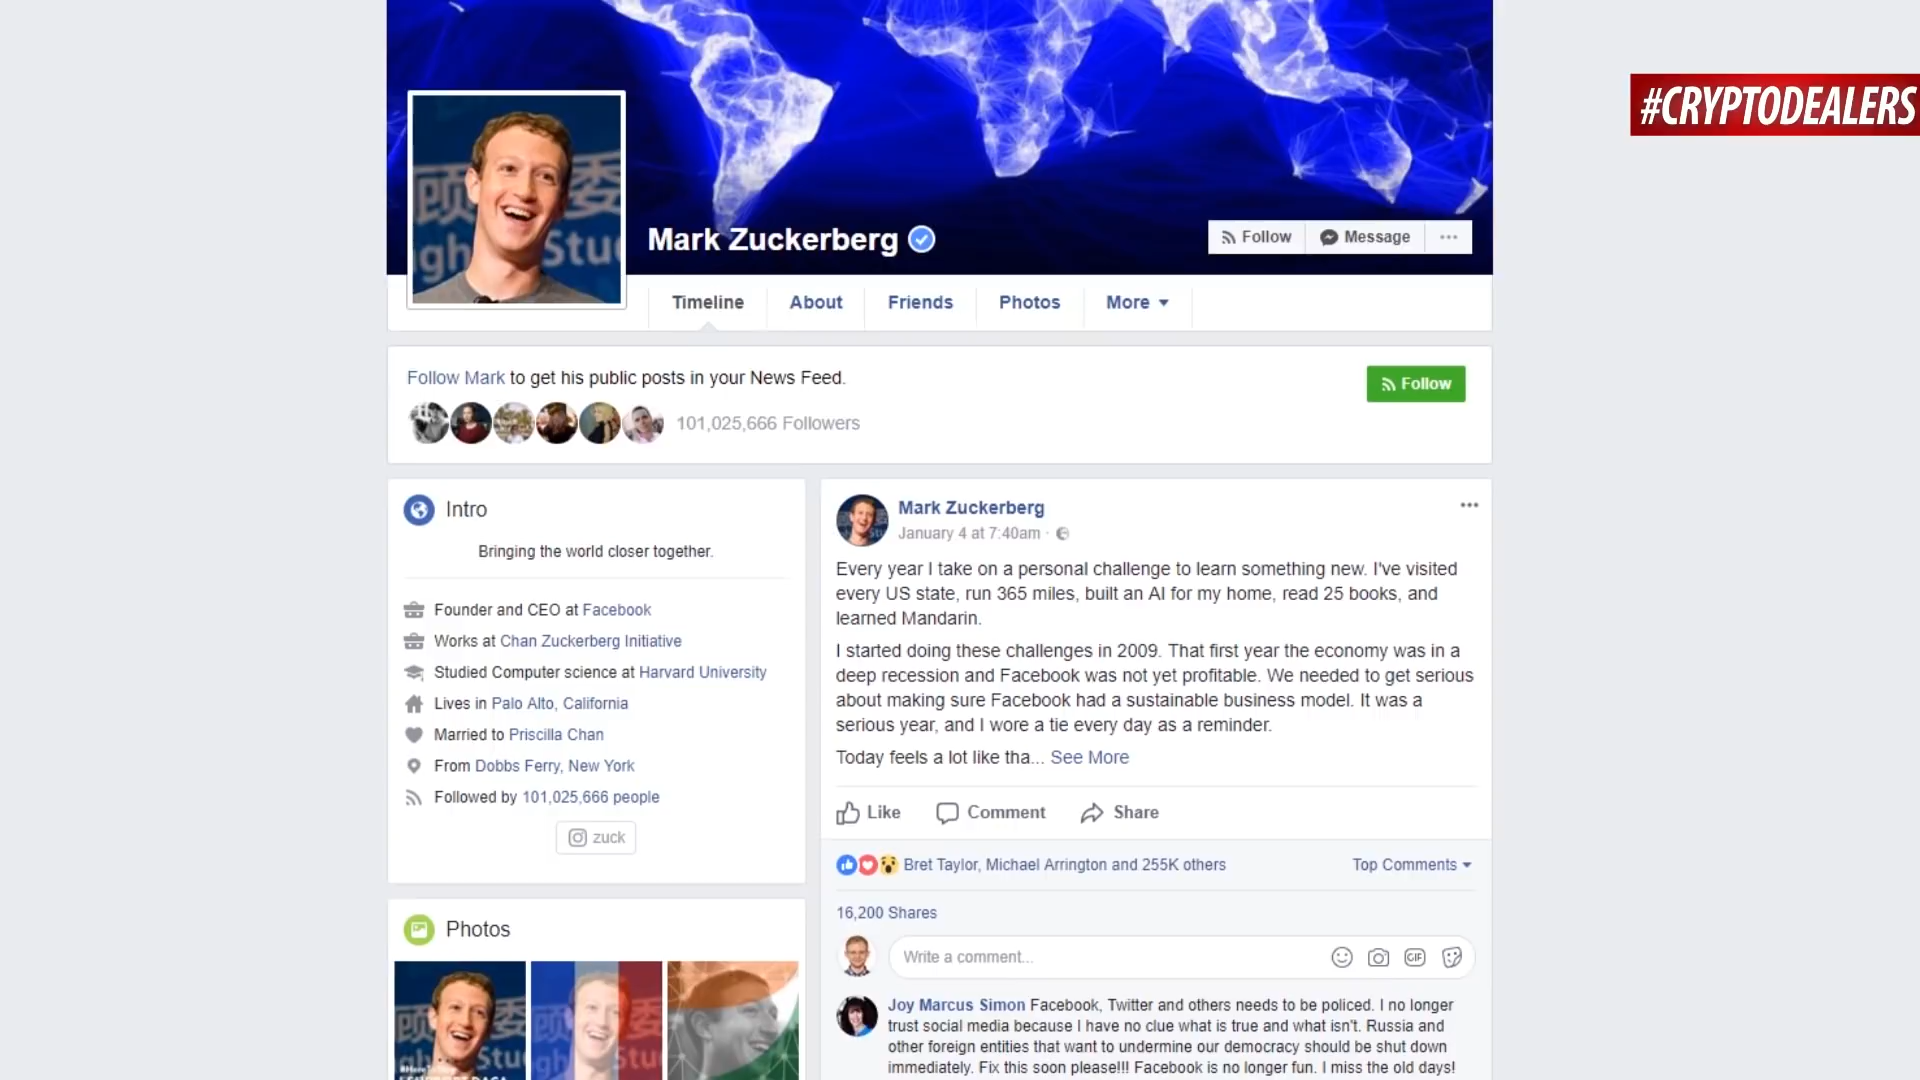 #CRYPTODEALERS
Mark Zuckerberg
Follow
Message
Timeline
About
Friends
Photos
More
Follow Mark to get his public posts in your News Feed.
Follow
101,025,666 Followers
Intro
Bringing the world closer together.
Founder and CEO at Facebook
Works at Chan Zuckerberg Initiative
Studied Computer science at Harvard University
Lives in Palo Alto, California
Married to Priscilla Chan
From Dobbs Ferry, New York
Followed by 101,025,666 people
zuck
Photos
Mark Zuckerberg
January 4 at 7:40am ·
Every year I take on a personal challenge to learn something new. I've visited
every US state, run 365 miles, built an AI for my home, read 25 books, and
learned Mandarin.
I started doing these challenges in 2009. That first year the economy was in a
deep recession and Facebook was not yet profitable. We needed to get serious
about making sure Facebook had a sustainable business model. It was a
serious year, and I wore a tie every day as a reminder.
Today feels a lot like tha... See More
Like
Comment
Share
Bret Taylor, Michael Arrington and 255K others
Top Comments
16,200 Shares
Write a comment...
GIF
Joy Marcus Simon Facebook, Twitter and others needs to be policed. I no longer
trust social media because I have no clue what is true and what isn't. Russia and
other foreign entities that want to undermine our democracy should be shut down
immediately. Fix this soon please!!! Facebook is no longer fun. I miss the old days!